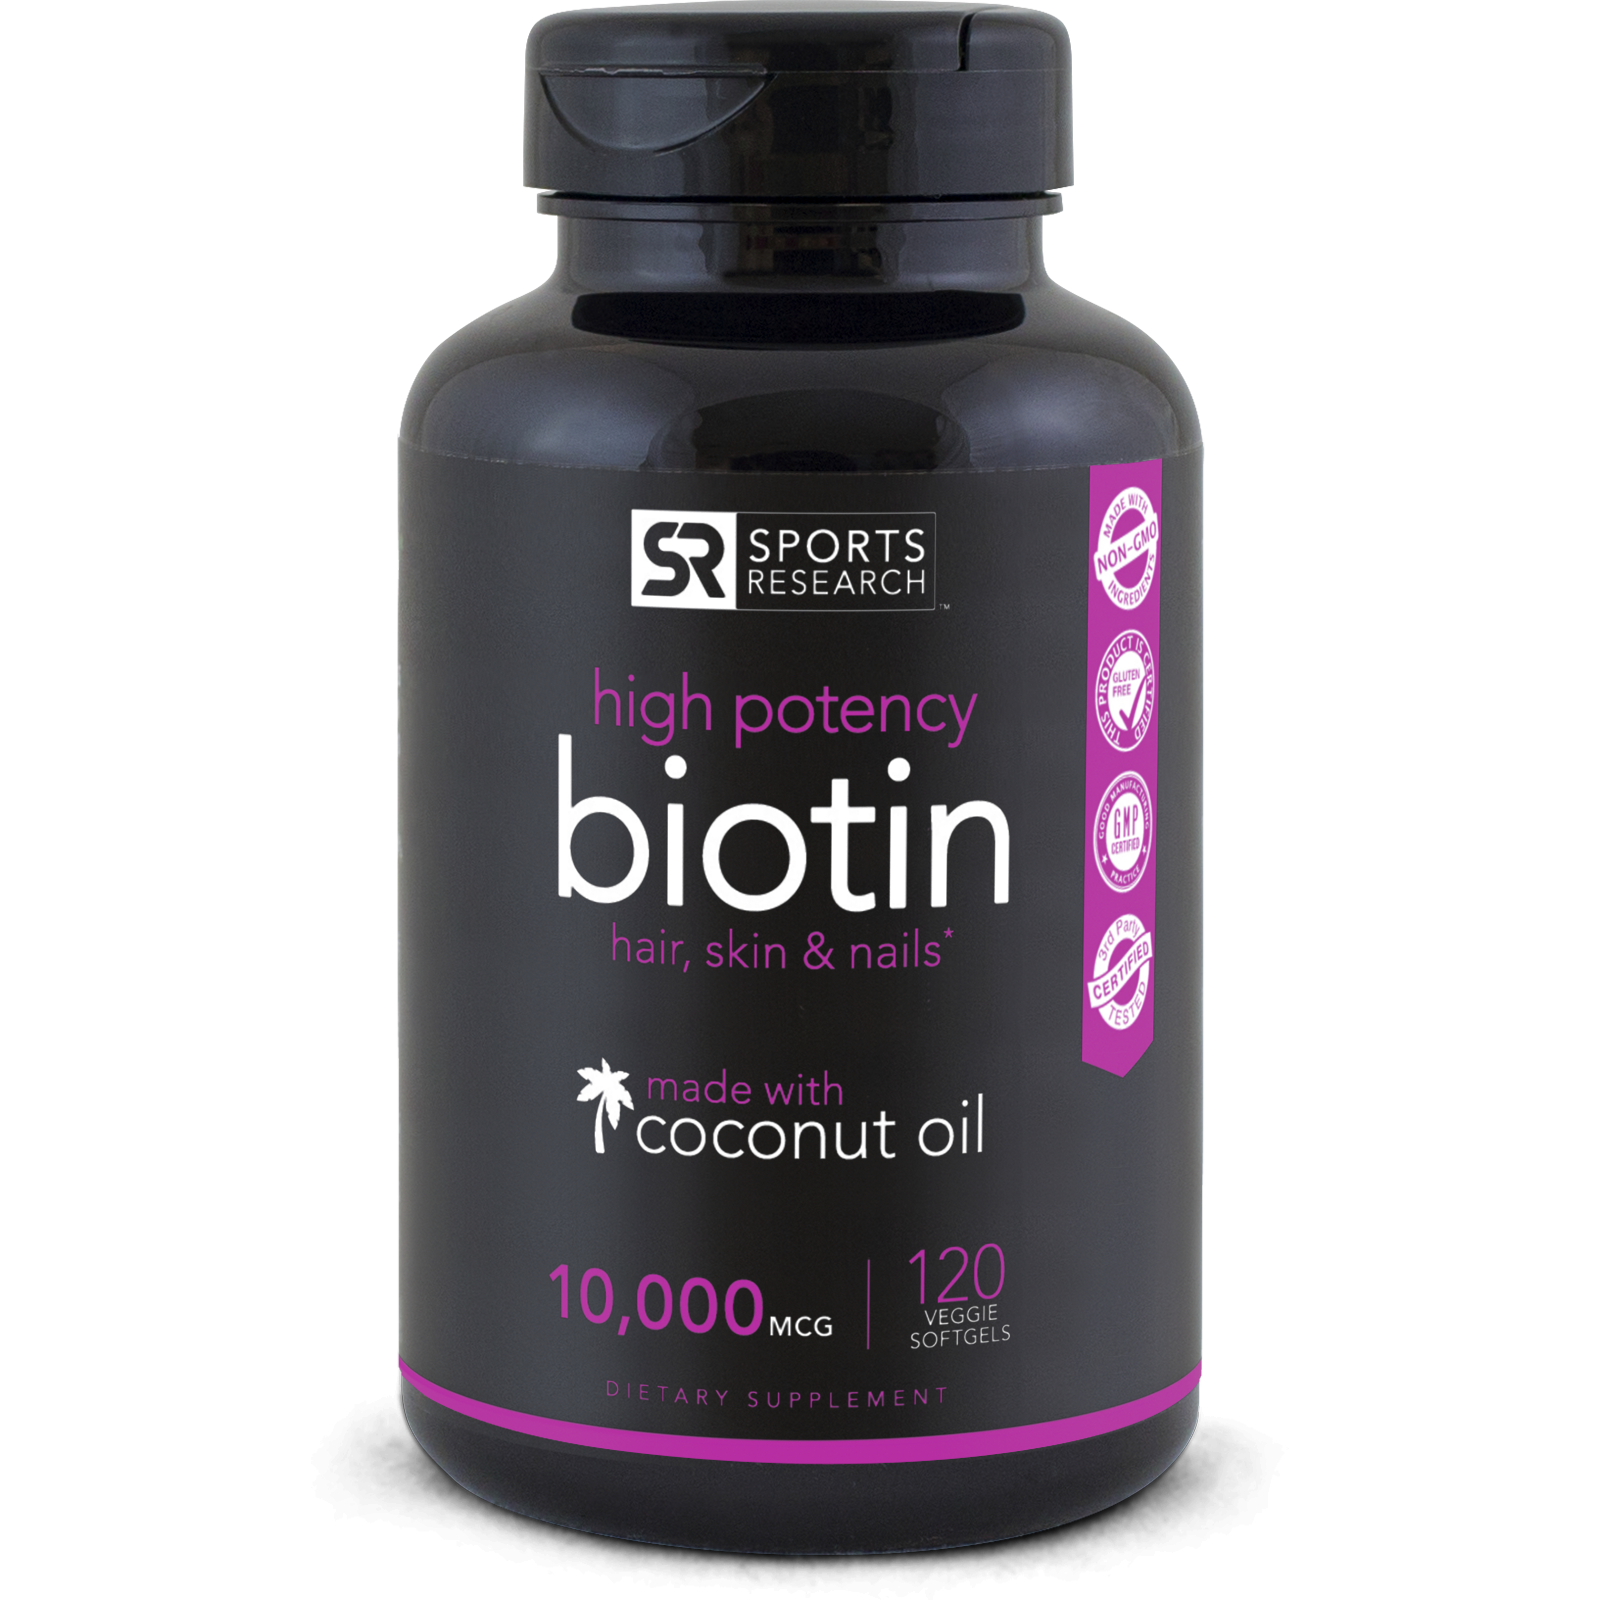 SR SPORTS
RESEARCH
™
high potency
biotin
hair, skin & nails*
made with
coconut oil
10,000 MCG
120
VEGGIE
SOFTGELS
DIETARY SUPPLEMENT
MADE WITH
NON-GMO
INGREDIENTS
THIS PRODUCT IS CERTIFIED
GLUTEN
FREE
GOOD MANUFACTURING
GMP
CERTIFIED
PRACTICE
3rd Party
CERTIFIED
TESTED